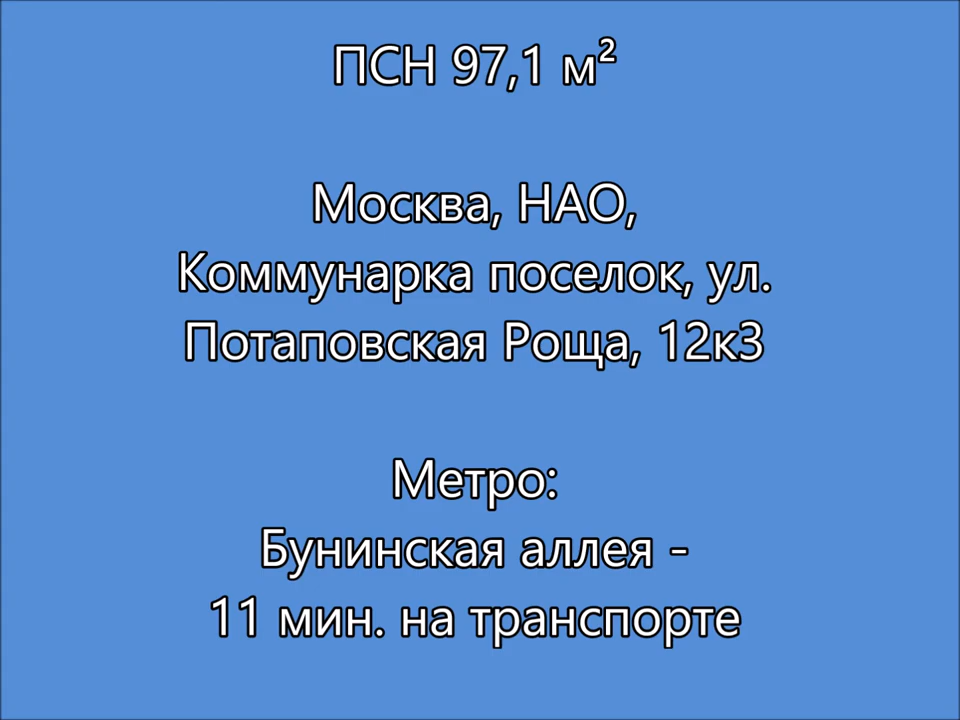 ПСН 97,1 м²
Москва, НАО,
Коммунарка поселок, ул.
Потаповская Роща, 12к3
Метро:
Бунинская аллея -
11 мин. на транспорте